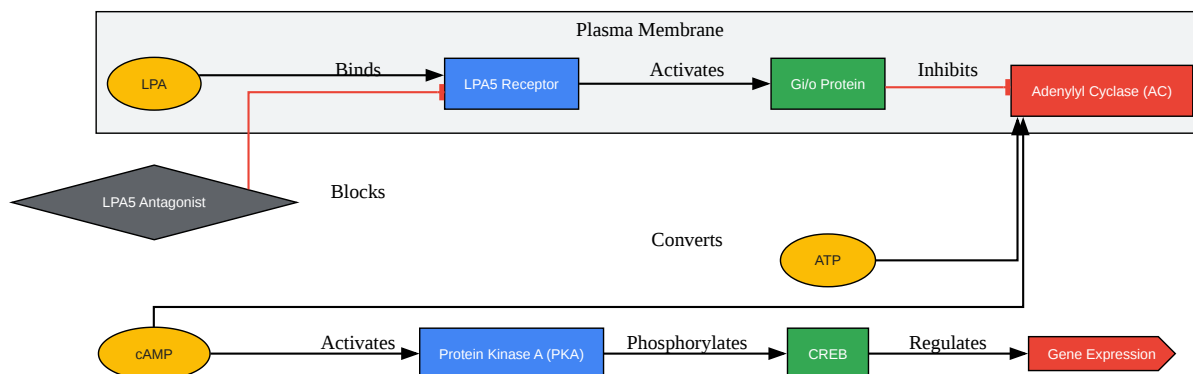 Plasma Membrane
LPA
Binds
LPA5 Receptor
Activates
Gi/o Protein
Inhibits
Adenylyl Cyclase (AC)
LPA5 Antagonist
Blocks
Converts
ATP
cAMP
Activates
Protein Kinase A (PKA)
Phosphorylates
CREB
Regulates
Gene Expression